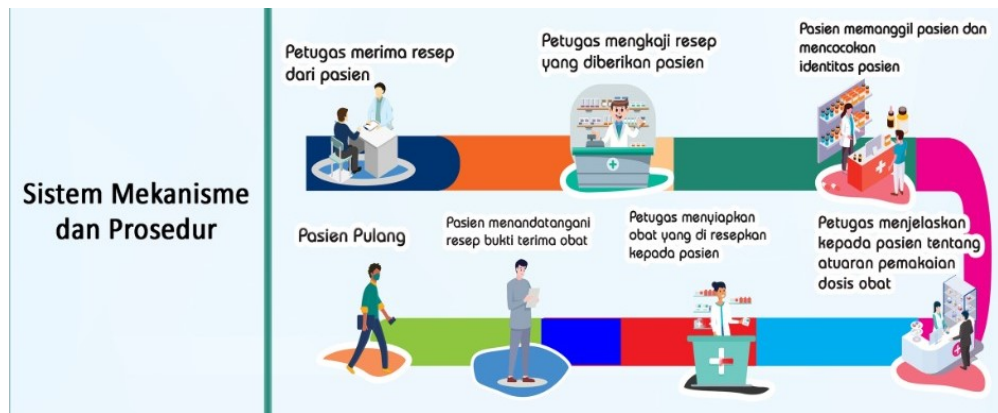 Sistem Mekanisme
dan Prosedur
Petugas merima resep
dari pasien
Petugas mengkaji resep
yang diberikan pasien
Pasien memanggil pasien dan
mencocokan
identitas pasien
Petugas menjelaskan
kepada pasien tentang
atuaran pemakaian
dosis obat
Petugas menyiapkan
obat yang di resepkan
kepada pasien
Pasien menandatangani
resep bukti terima obat
Pasien Pulang